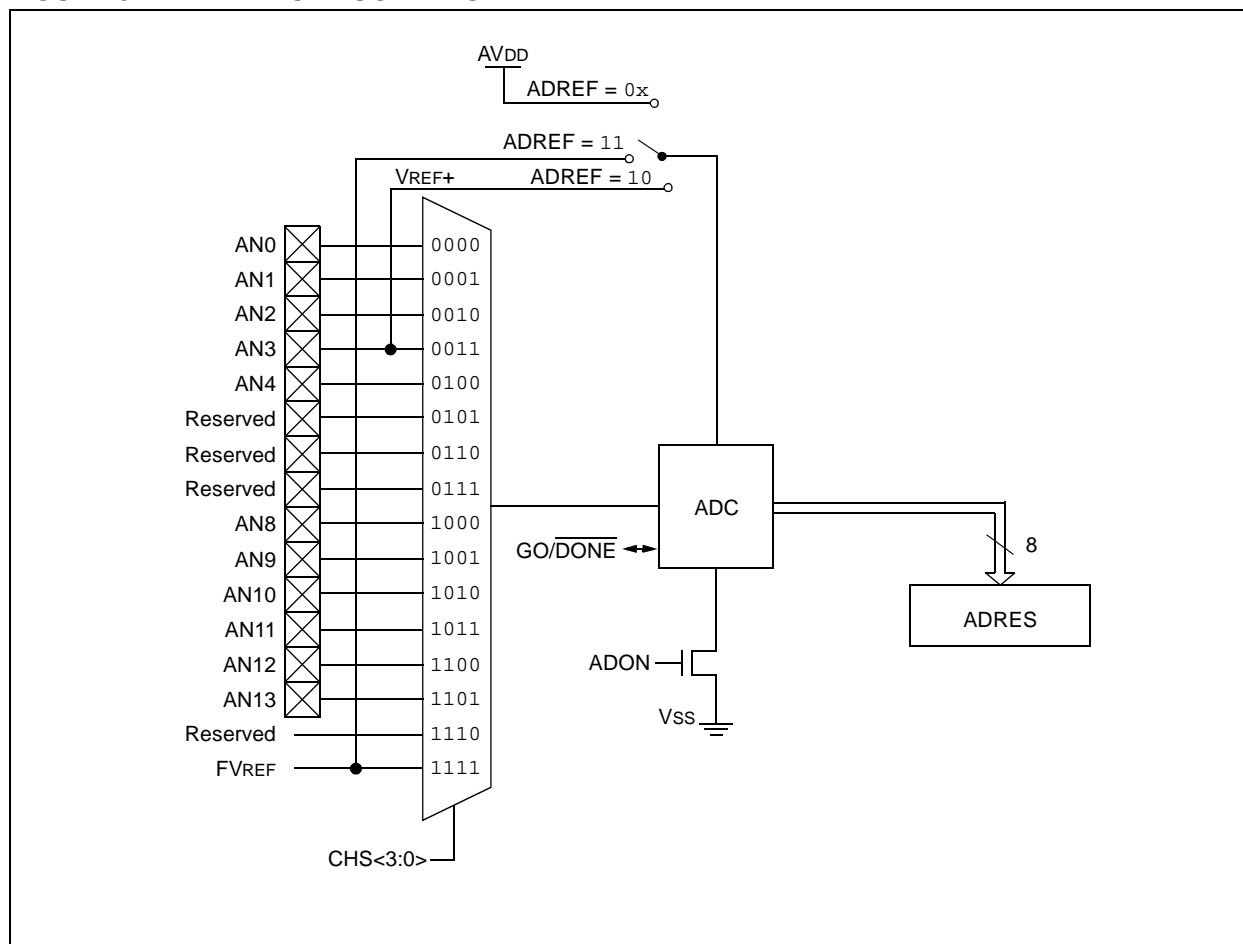 AVDD
ADREF = 0x
ADREF = 11
VREF+
ADREF = 10
AN0
0000
AN1
0001
AN2
0010
AN3
0011
AN4
0100
Reserved
0101
Reserved
0110
Reserved
0111
AN8
1000
AN9
1001
AN10
1010
AN11
1011
AN12
1100
AN13
1101
Reserved
1110
FVREF
1111
CHS<3:0>
ADC
GO/DONE
8
ADRES
ADON
VSS